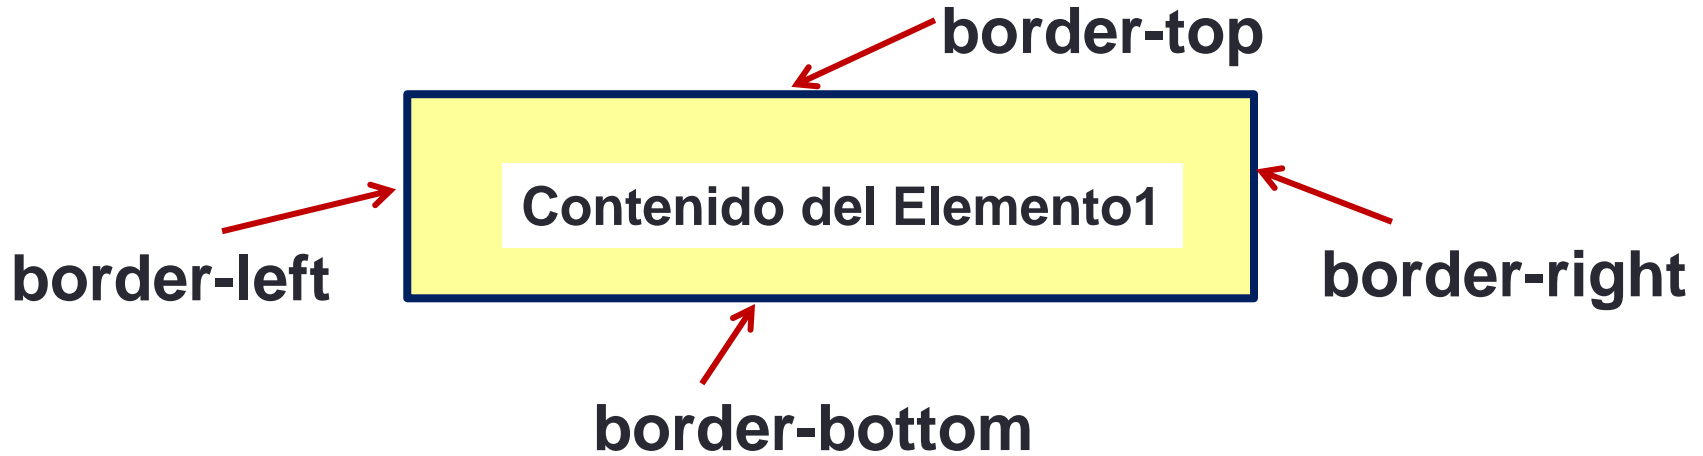 border-top
Contenido del Elemento1
border-left
border-right
border-bottom